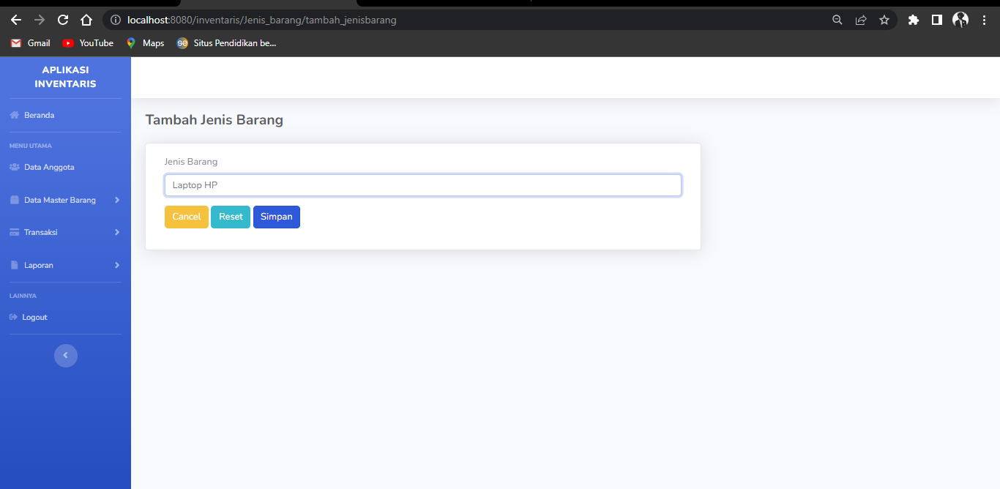 localhost:8080/inventaris/Jenis_barang/tambah_jenisbarang
Gmail YouTube Maps se Situs Pendidikan be...
APLIKASI
INVENTARIS
Beranda
MENU UTAMA
Data Anggota
Data Master Barang
Transaksi
Laporan
LAINNYA
Logout
Tambah Jenis Barang
Jenis Barang
Laptop HP
Cancel Reset Simpan